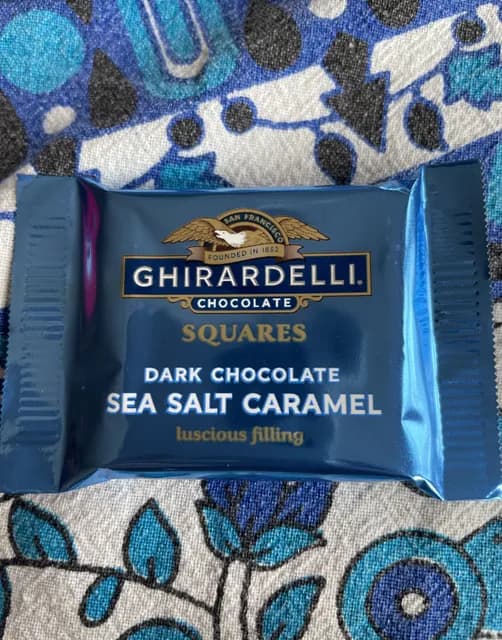 SAN FRANCISCO
FOUNDED IN 1852
GHIRARDELLI®
CHOCOLATE
SQUARES
DARK CHOCOLATE
SEA SALT CARAMEL
luscious filling